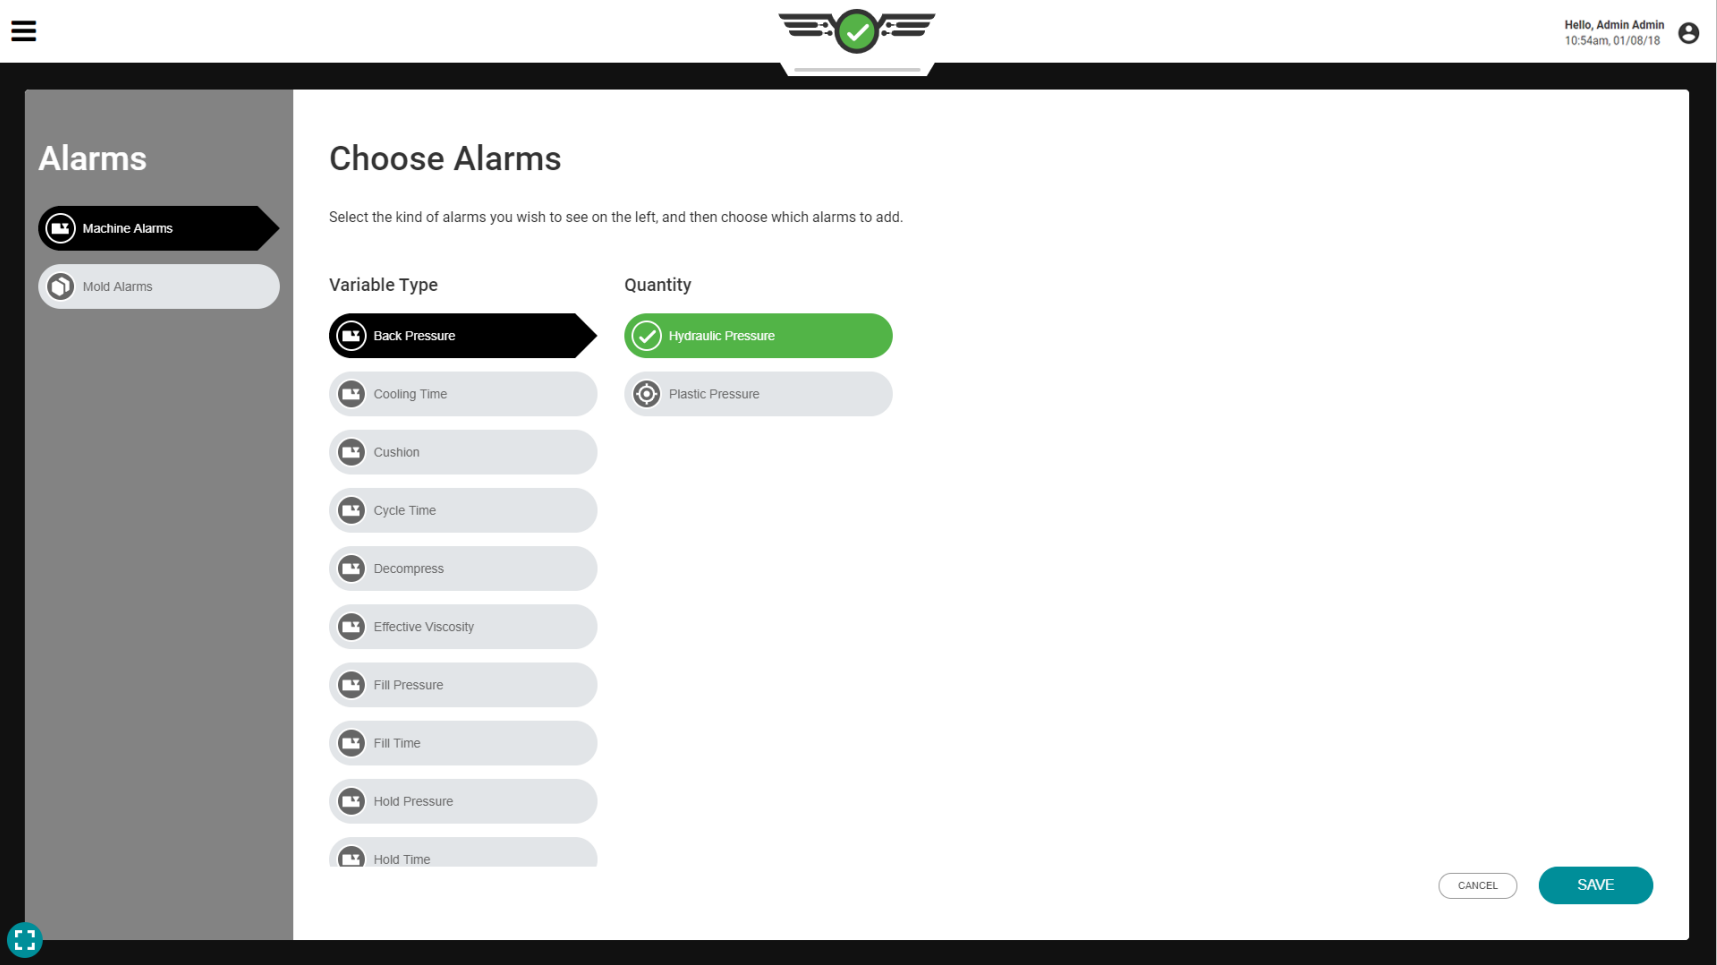 Hello, Admin Admin
10:54am, 01/08/18
Alarms
Machine Alarms
Mold Alarms
Choose Alarms
Select the kind of alarms you wish to see on the left, and then choose which alarms to add.
Variable Type
Back Pressure
Cooling Time
Cushion
Cycle Time
Decompress
Effective Viscosity
Fill Pressure
Fill Time
Hold Pressure
Hold Time
Quantity
Hydraulic Pressure
Plastic Pressure
CANCEL
SAVE